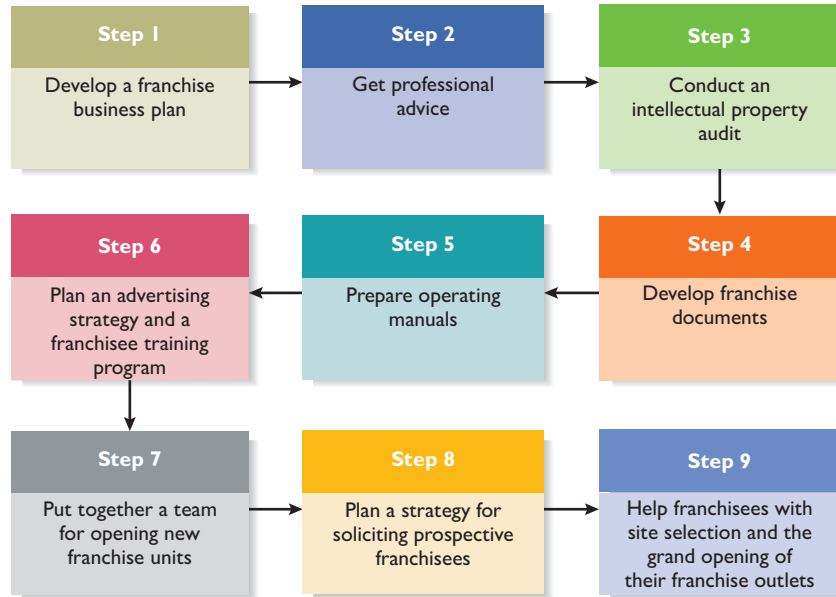 Step 1
Develop a franchise
business plan
Step 2
Get professional
advice
Step 3
Conduct an
intellectual property
audit
Step 4
Develop franchise
documents
Step 5
Prepare operating
manuals
Step 6
Plan an advertising
strategy and a
franchisee training
program
Step 7
Put together a team
for opening new
franchise units
Step 8
Plan a strategy for
soliciting prospective
franchisees
Step 9
Help franchisees with
site selection and the
grand opening of
their franchise outlets